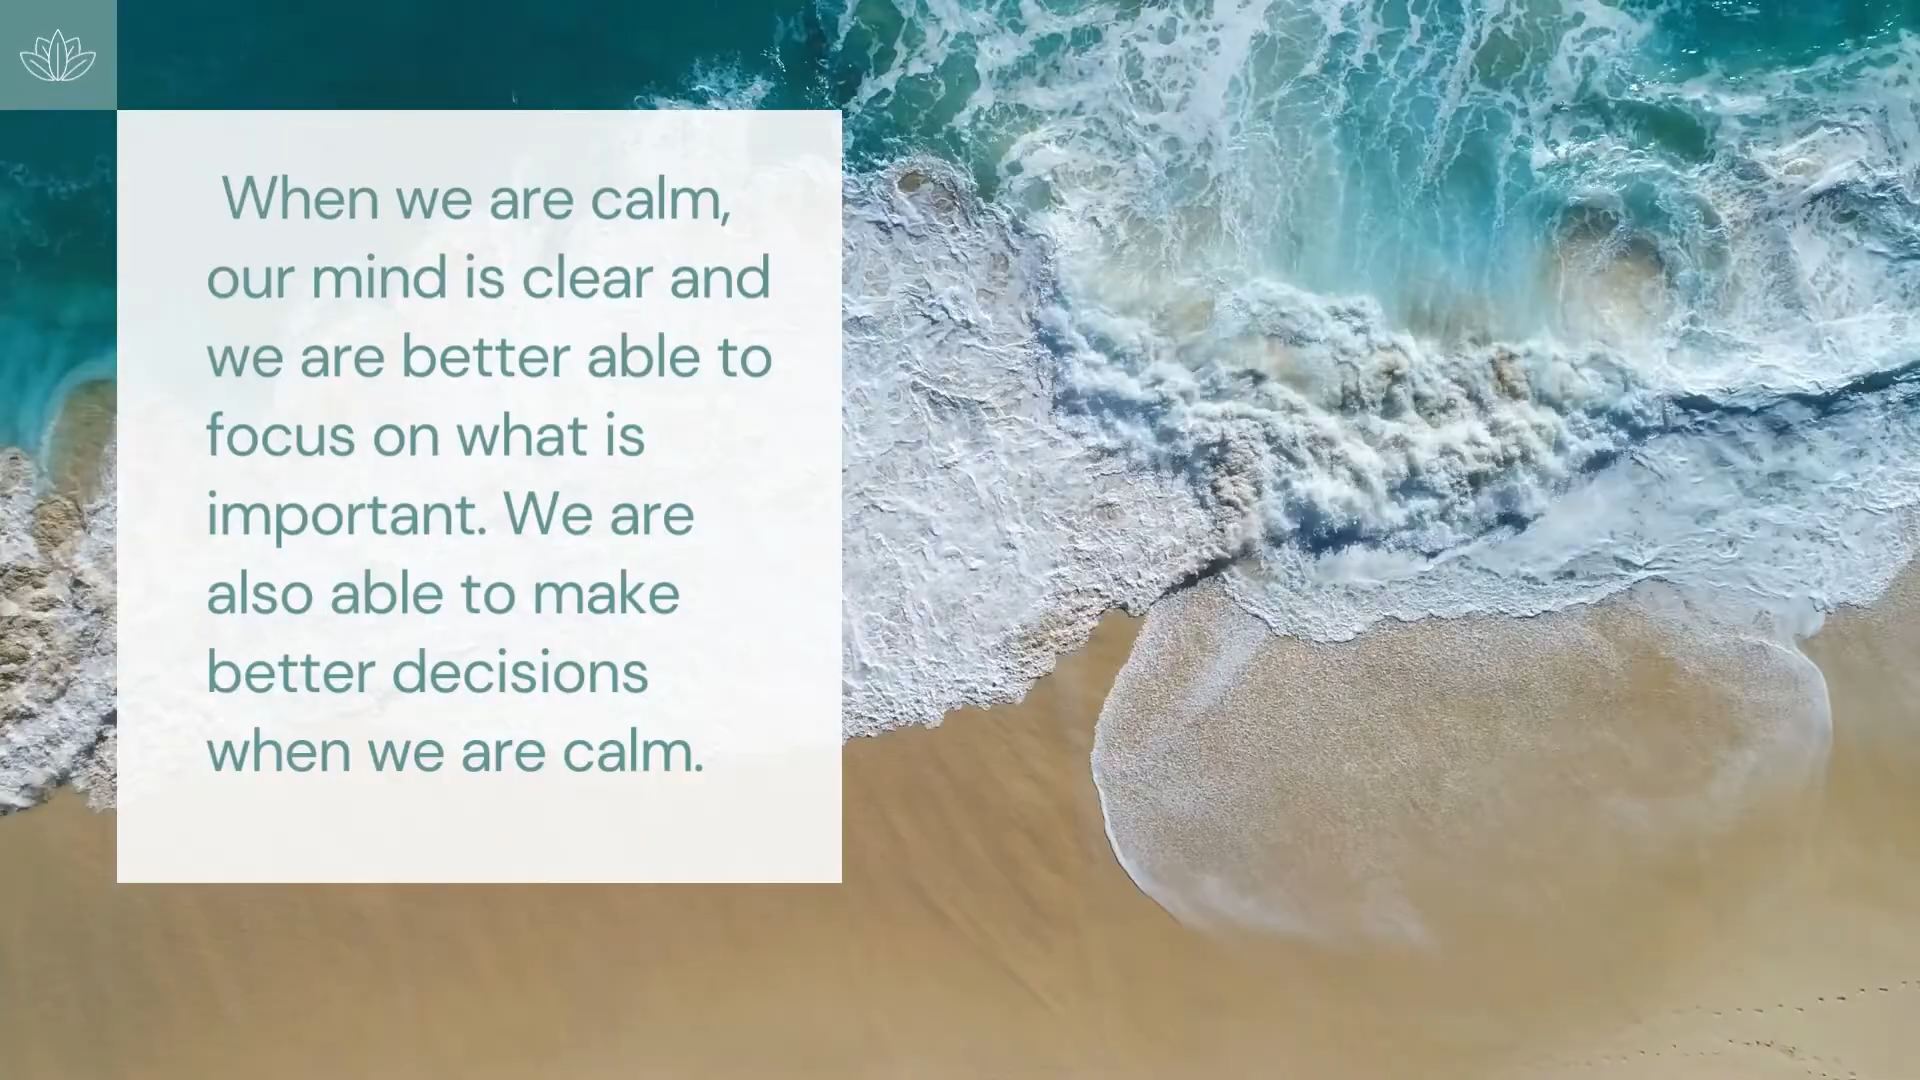 When we are calm,
our mind is clear and
we are better able to
focus on what is
important. We are
also able to make
better decisions
when we are calm.